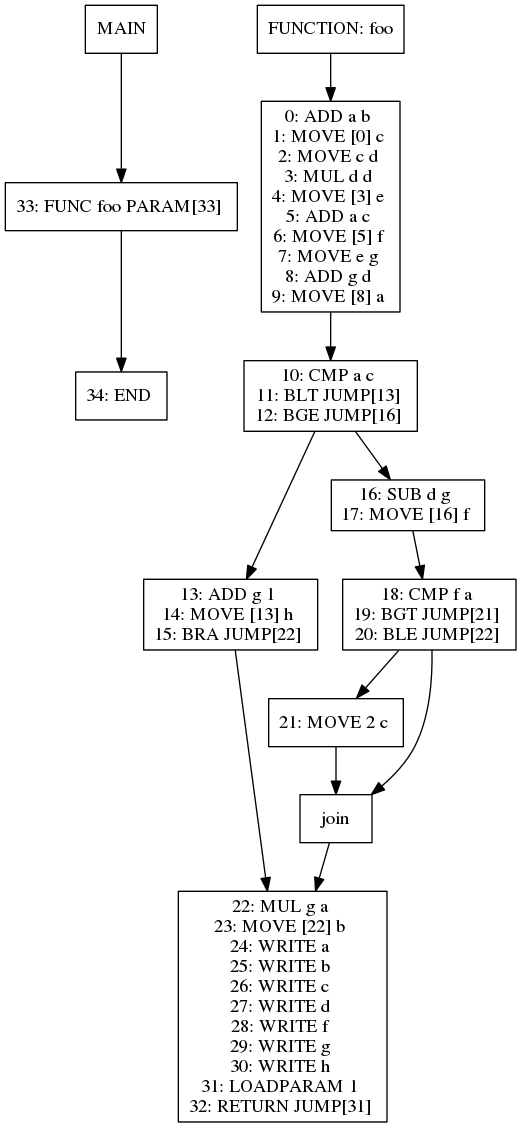 MAIN
33: FUNC foo PARAM[33]
34: END
FUNCTION: foo
0: ADD a b
1: MOVE [0] c
2: MOVE c d
3: MUL d d
4: MOVE [3] e
5: ADD a c
6: MOVE [5] f
7: MOVE e g
8: ADD g d
9: MOVE [8] a
10: CMP a c
11: BLT JUMP[13]
12: BGE JUMP[16]
16: SUB d g
17: MOVE [16] f
13: ADD g 1
14: MOVE [13] h
15: BRA JUMP[22]
18: CMP f a
19: BGT JUMP[21]
20: BLE JUMP[22]
21: MOVE 2 c
join
22: MUL g a
23: MOVE [22] b
24: WRITE a
25: WRITE b
26: WRITE c
27: WRITE d
28: WRITE f
29: WRITE g
30: WRITE h
31: LOADPARAM 1
32: RETURN JUMP[31]